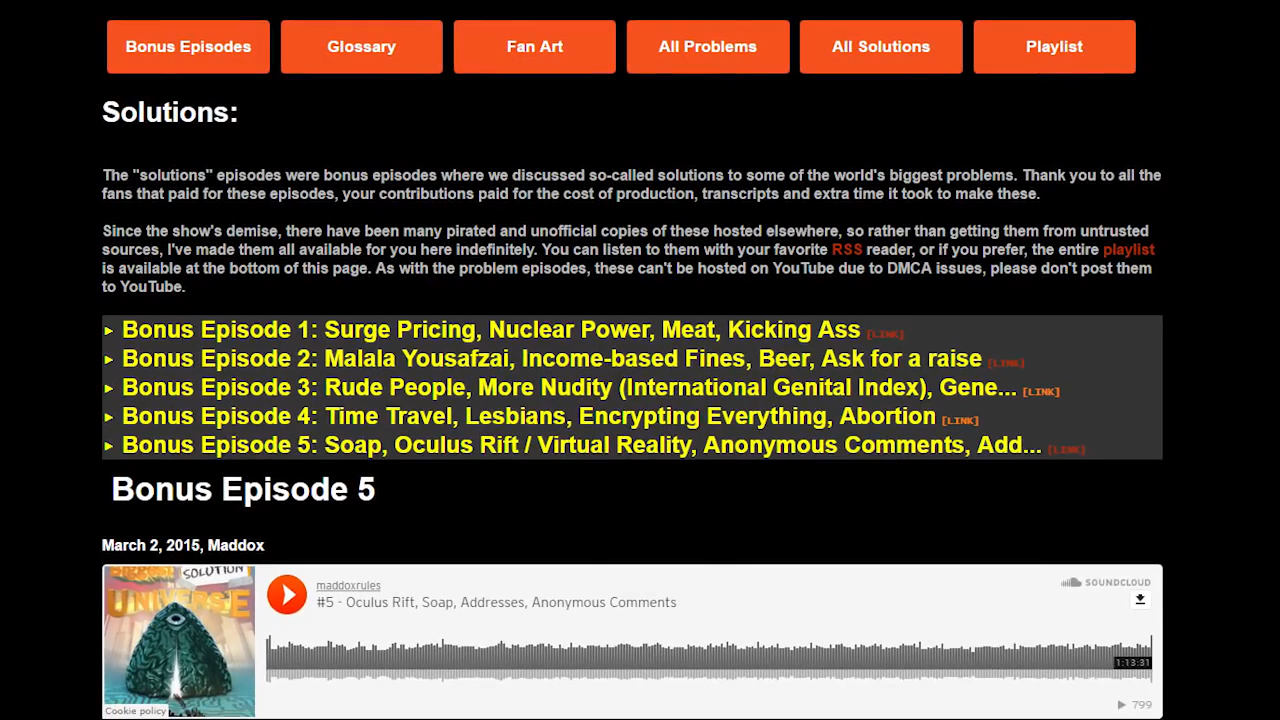 Bonus Episodes
Glossary
Fan Art
All Problems
All Solutions
Playlist
Solutions:
The "solutions" episodes were bonus episodes where we discussed so-called solutions to some of the world's biggest problems. Thank you to all the
fans that paid for these episodes, your contributions paid for the cost of production, transcripts and extra time it took to make these.
Since the show's demise, there have been many pirated and unofficial copies of these hosted elsewhere, so rather than getting them from untrusted
sources, I've made them all available for you here indefinitely. You can listen to them with your favorite RSS reader, or if you prefer, the entire playlist
is available at the bottom of this page. As with the problem episodes, these can't be hosted on YouTube due to DMCA issues, please don't post them
to YouTube.
Bonus Episode 1: Surge Pricing, Nuclear Power, Meat, Kicking Ass [LINK]
Bonus Episode 2: Malala Yousafzai, Income-based Fines, Beer, Ask for a raise [LINK]
Bonus Episode 3: Rude People, More Nudity (International Genital Index), Gene... [LINK]
Bonus Episode 4: Time Travel, Lesbians, Encrypting Everything, Abortion [LINK]
Bonus Episode 5: Soap, Oculus Rift / Virtual Reality, Anonymous Comments, Add... [LINK]
Bonus Episode 5
March 2, 2015, Maddox
BIGGEST SOLUTION
UNIVERSE
Cookie policy
maddoxrules
#5 - Oculus Rift, Soap, Addresses, Anonymous Comments
SOUNDCLOUD
1:13:31
799